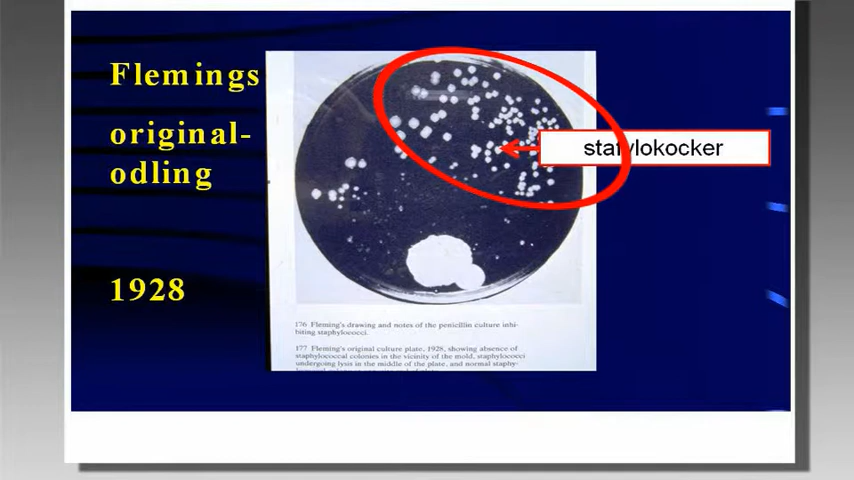 Flemings
original-
odling
1928
stafylokocker
176 Fleming's drawing and notes of the penicillin culture inhi-
biting staphylococci.
177 Fleming's original culture plate, 1928, showing absence of
staphylococcal colonies in the vicinity of the mold, staphylococci
undergoing lysis in the middle of the plate, and normal staphy-